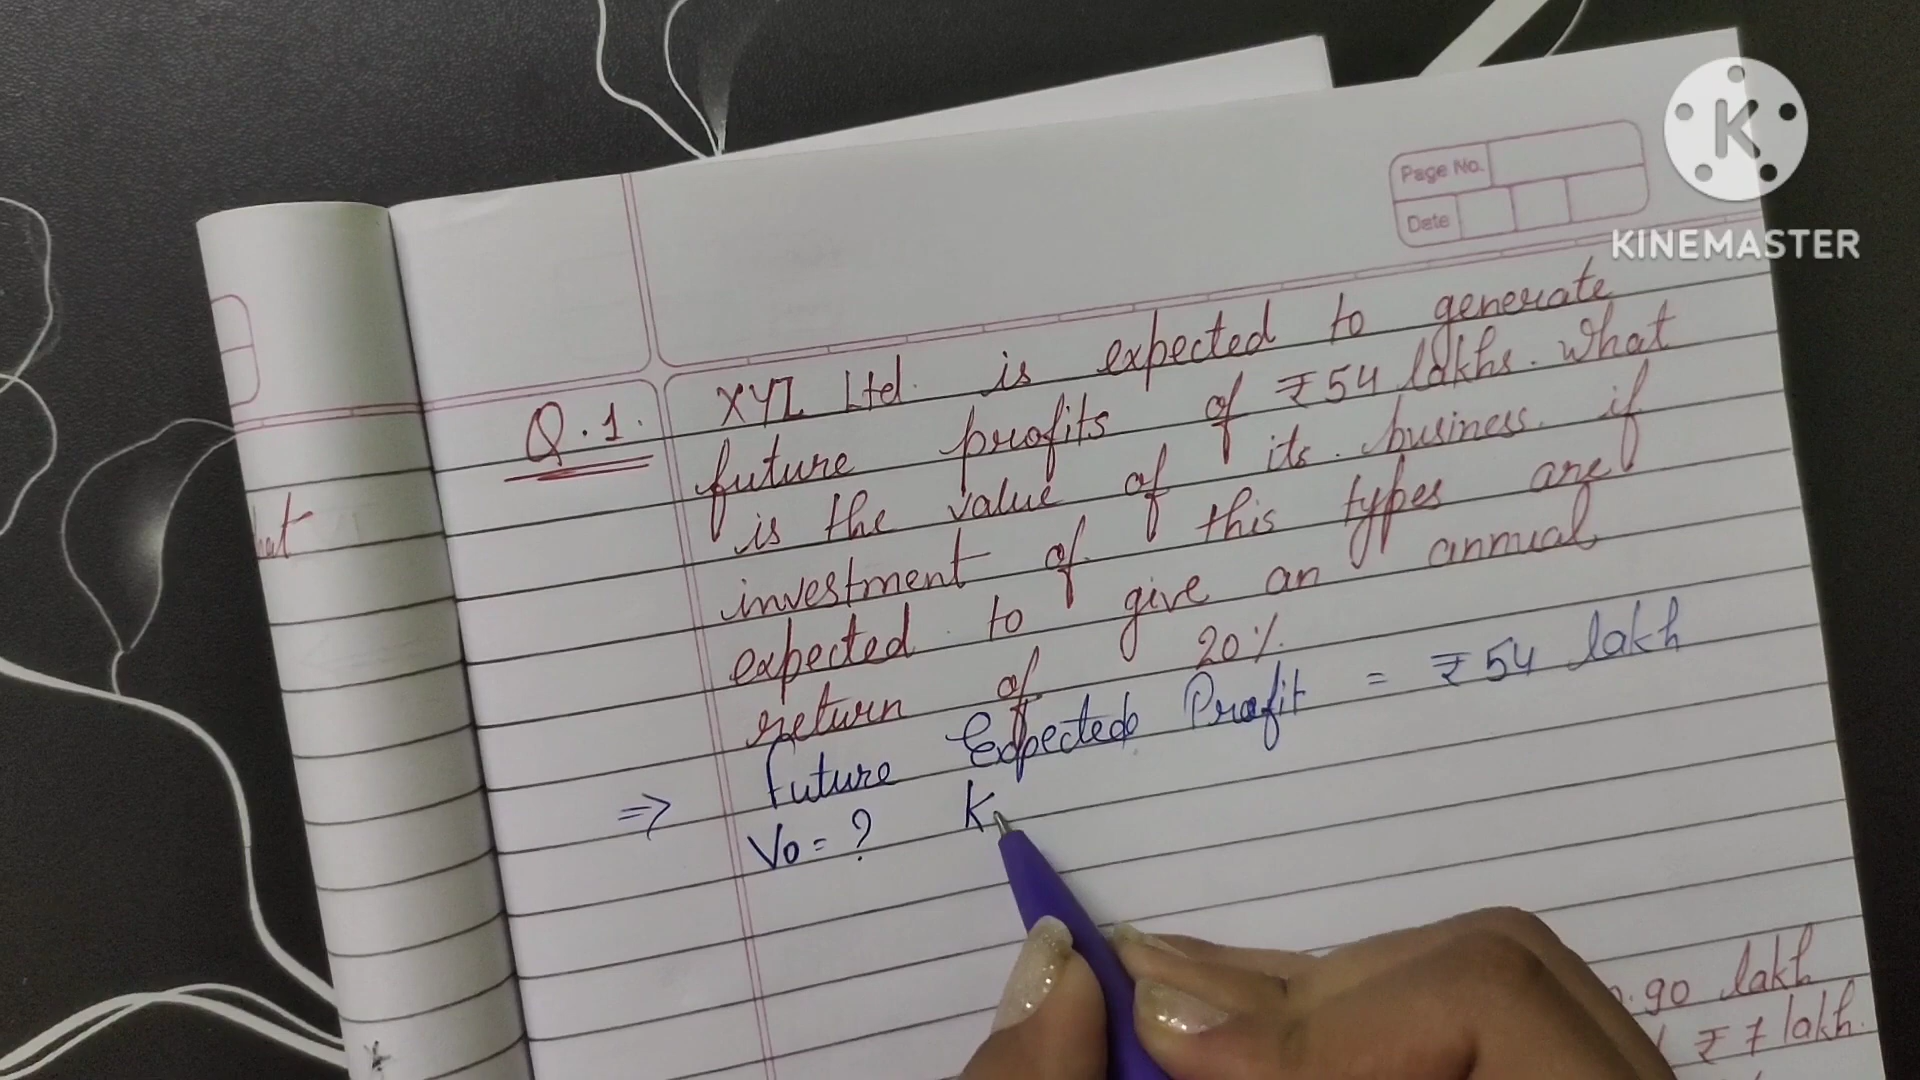 Page No.
Date
KINEMASTER
Q.1. XYZ Ltd. is expected to generate
future profits of ₹54 lakhs. What
is the value of its business if
investment of this types are
expected to give an annual
return of 20%.
⇒ Future Expected Profit = ₹54 lakh
V0 = ? K
90 lakh
₹7 lakh.